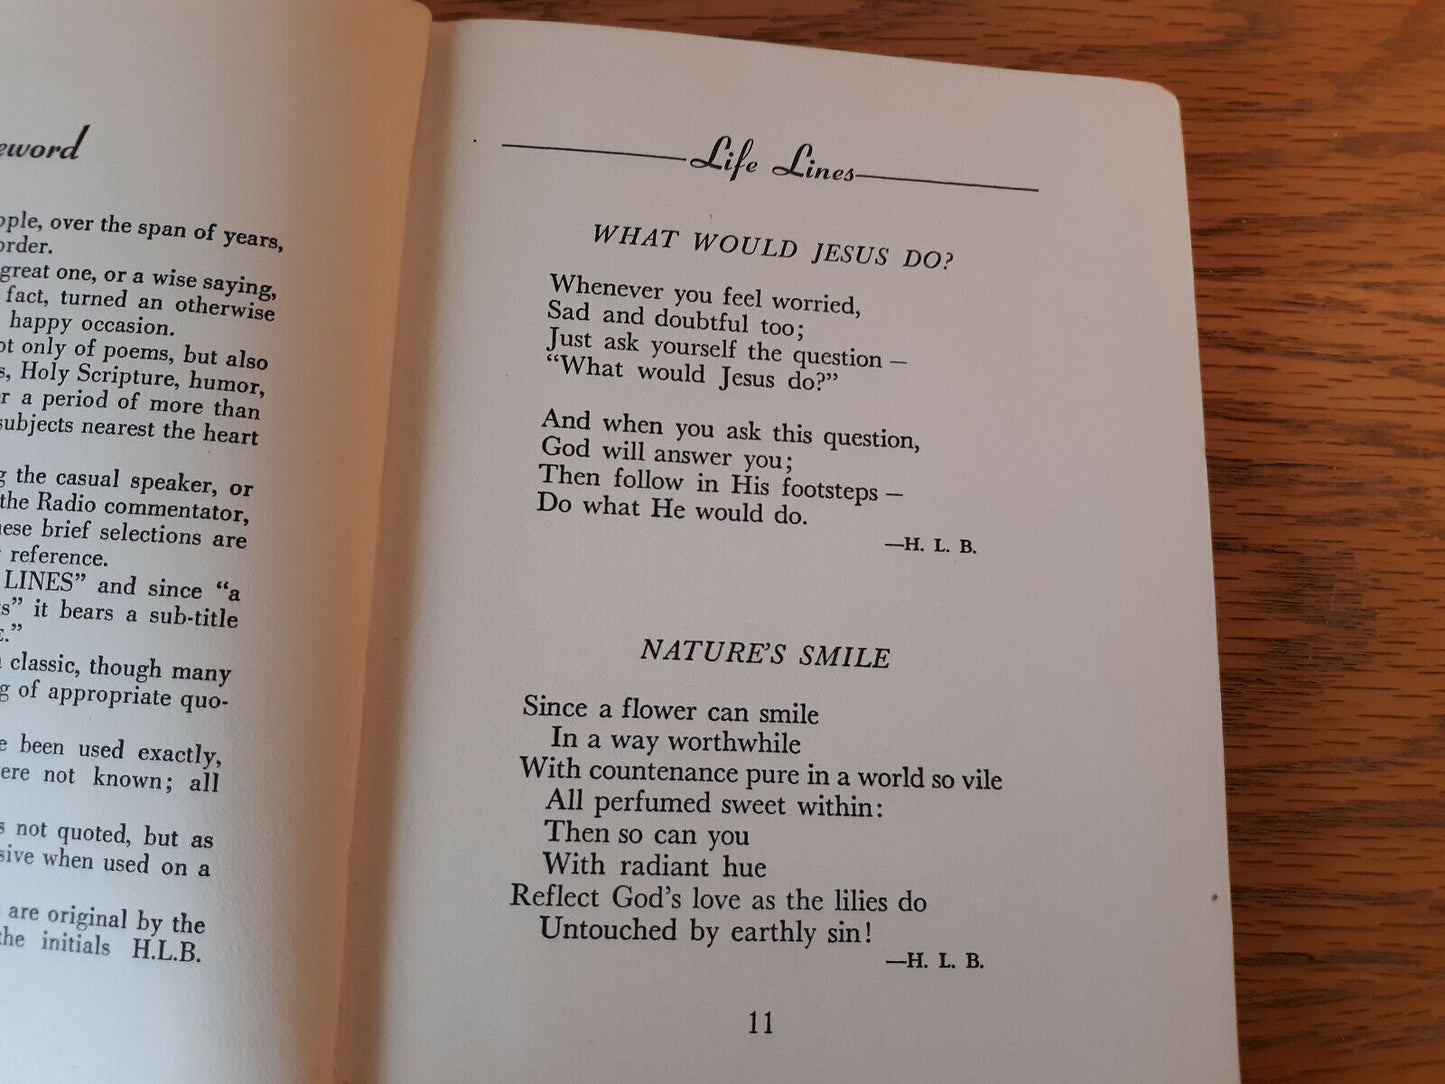 years,
over the span of
order.
great one, or a wise saying,
fact, turned an otherwise
happy occasion.
only of poems, but also
Holy Scripture, humor,
a period of more than
subjects nearest the heart
the casual speaker, or
the Radio commentator,
brief selections are
reference.
LINES” and since “a
it bears a sub-title
classic, though many
of appropriate quo-
been used exactly,
not known; all
not quoted, but as
when used on a
are original by the
initials H.L.B.
Life Lines
WHAT WOULD JESUS DO?
Whenever you feel worried,
Sad and doubtful too;
Just ask yourself the question —
“What would Jesus do?”
And when you ask this question,
God will answer you;
Then follow in His footsteps —
Do what He would do.
—H. L. B.
NATURE’S SMILE
Since a flower can smile
In a way worthwhile
With countenance pure in a world so vile
All perfumed sweet within:
Then so can you
With radiant hue
Reflect God’s love as the lilies do
Untouched by earthly sin!
—H. L. B.
11